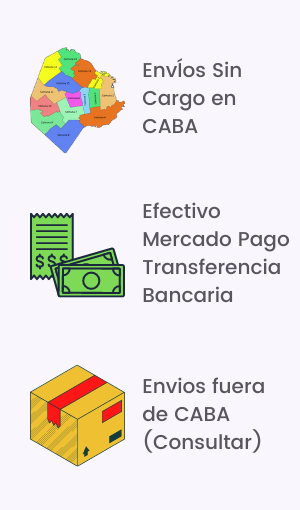 Envíos Sin
Cargo en
CABA
Efectivo
Mercado Pago
Transferencia
Bancaria
$ $ $
Envios fuera
de CABA
(Consultar)